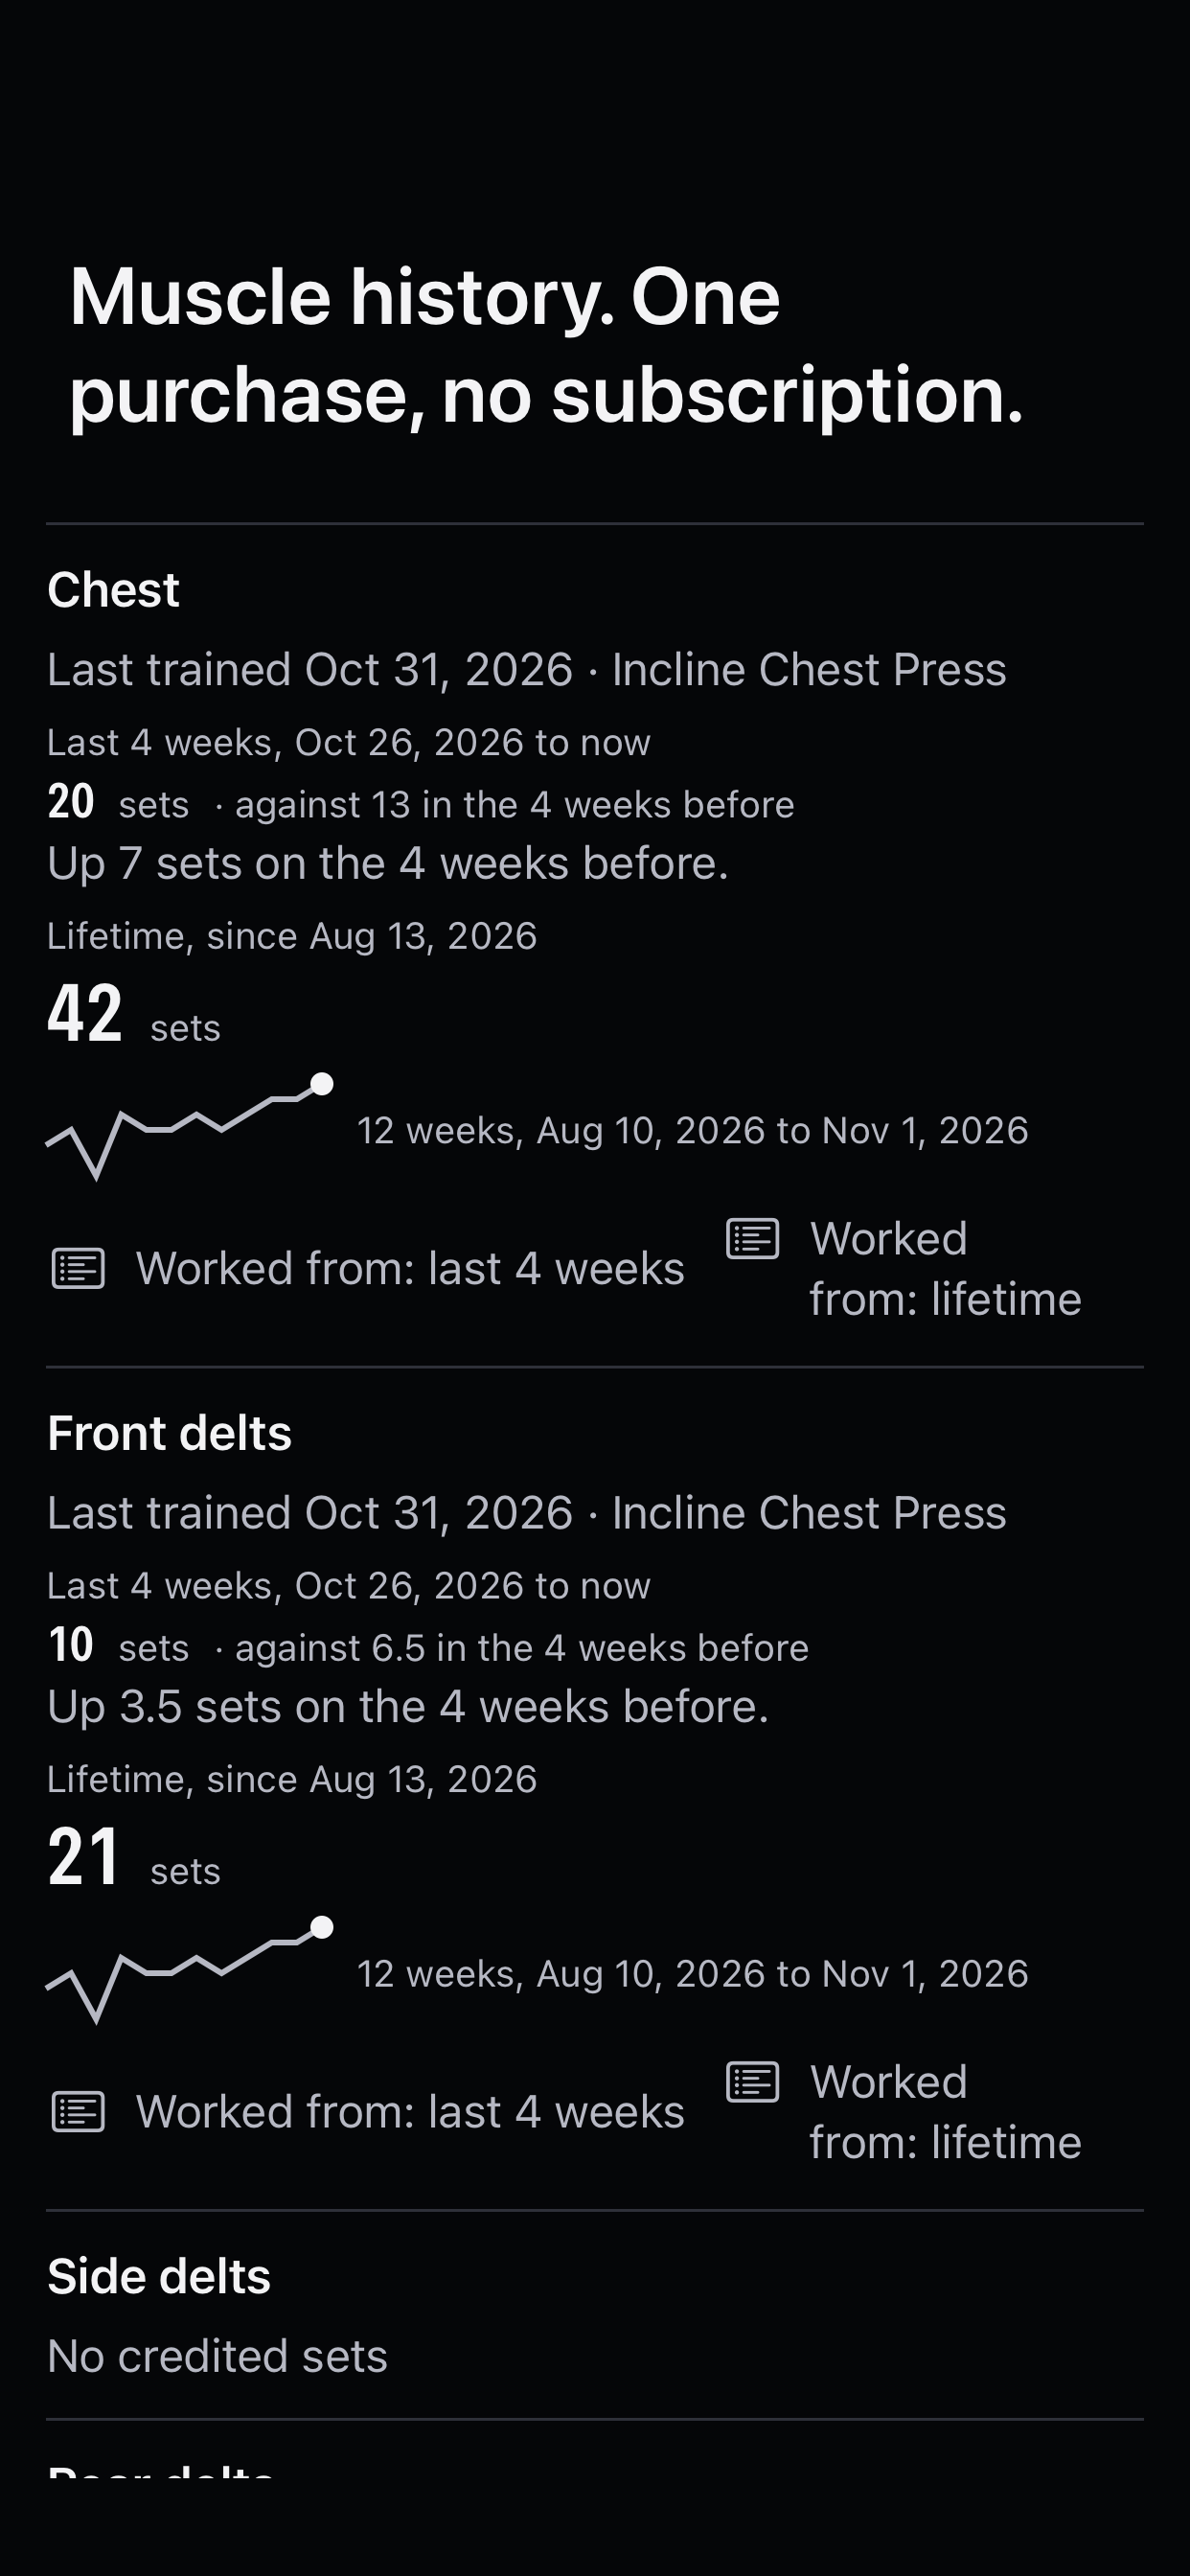 Muscle history. One
purchase, no subscription.
Chest
Last trained Oct 31, 2026 · Incline Chest Press
Last 4 weeks, Oct 26, 2026 to now
20 sets · against 13 in the 4 weeks before
Up 7 sets on the 4 weeks before.
Lifetime, since Aug 13, 2026
42 sets
12 weeks, Aug 10, 2026 to Nov 1, 2026
Worked from: last 4 weeks
Worked
from: lifetime
Front delts
Last trained Oct 31, 2026 · Incline Chest Press
Last 4 weeks, Oct 26, 2026 to now
10 sets · against 6.5 in the 4 weeks before
Up 3.5 sets on the 4 weeks before.
Lifetime, since Aug 13, 2026
21 sets
12 weeks, Aug 10, 2026 to Nov 1, 2026
Worked from: last 4 weeks
Worked
from: lifetime
Side delts
No credited sets